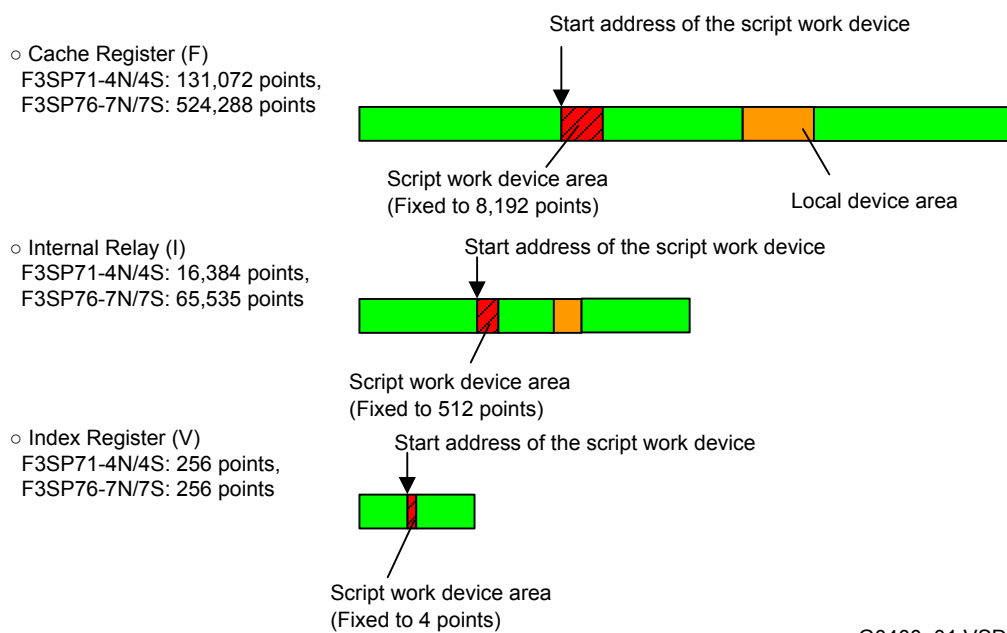 Start address of the script work device
○ Cache Register (F)
F3SP71-4N/4S: 131,072 points,
F3SP76-7N/7S: 524,288 points
Script work device area
(Fixed to 8,192 points)
Local device area
○ Internal Relay (I)
F3SP71-4N/4S: 16,384 points,
F3SP76-7N/7S: 65,535 points
Start address of the script work device
Script work device area
(Fixed to 512 points)
○ Index Register (V)
F3SP71-4N/4S: 256 points,
F3SP76-7N/7S: 256 points
Start address of the script work device
Script work device area
(Fixed to 4 points)